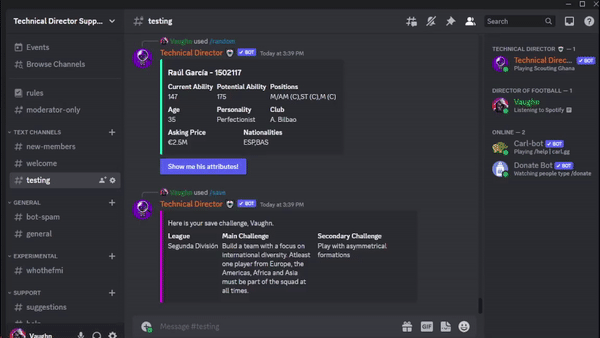 Technical Director Supp...
Events
Browse Channels
rules
moderator-only
TEXT CHANNELS
new-members
welcome
testing
GENERAL
bot-spam
general
EXPERIMENTAL
whothefmi
SUPPORT
suggestions
Vaughn
# testing
Search
Vaughn used /random
Technical Director BOT Today at 3:39 PM
Raúl García - 1502117
Current Ability Potential Ability Positions
147 175 M/AM (C),ST (C),M (C)
Age Personality Club
35 Perfectionist A. Bilbao
Asking Price Nationalities
€2.5M ESP,BAS
Show me his attributes!
Vaughn used /save
Technical Director BOT Today at 3:39 PM
Here is your save challenge, Vaughn.
League Main Challenge Secondary Challenge
Segunda División Build a team with a focus on Play with asymmetrical
international diversity. Atleast formations
one player from Europe, the
Americas, Africa and Asia
must be part of the squad at
all times.
Message #testing
GIF
TECHNICAL DIRECTOR — 1
Technical Direc... BOT
Playing Scouting Ghana
DIRECTOR OF FOOTBALL — 1
Vaughn
Listening to Spotify
ONLINE — 2
Carl-bot BOT
Playing /help | carl.gg
Donate Bot BOT
Watching people type /donate